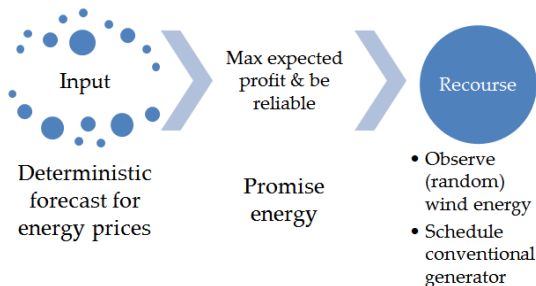 Input
Max expected
profit & be
reliable
Recourse
Deterministic
forecast for
energy prices
Promise
energy
• Observe
(random)
wind energy
• Schedule
conventional
generator